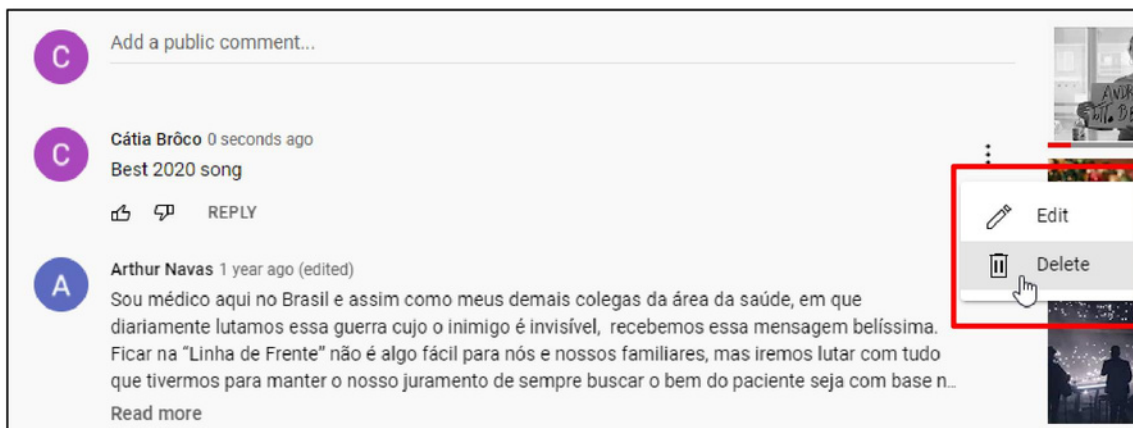 C
Add a public comment...
C
Cátia Brôco 0 seconds ago
Best 2020 song
REPLY
Edit
Delete
A
Arthur Navas 1 year ago (edited)
Sou médico aqui no Brasil e assim como meus demais colegas da área da saúde, em que
diariamente lutamos essa guerra cujo o inimigo é invisível, recebemos essa mensagem belíssima.
Ficar na “Linha de Frente” não é algo fácil para nós e nossos familiares, mas iremos lutar com tudo
que tivermos para manter o nosso juramento de sempre buscar o bem do paciente seja com base n...
Read more